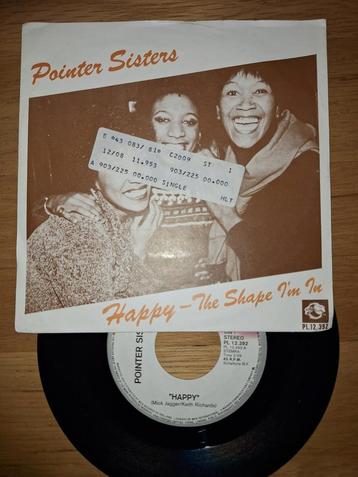 Pointer Sisters
E 043 083/ 810 C2009 ST 1
12/08 11.953 903/225 00.000
A 903/225 00.000 SINGLE HLT
Happy – The Shape I'm In
PL.12.392
POINTER SIS
STEREO
PL 12.392
STEMRA
45 R.P.M.
"HAPPY"
(Mick Jagger/Keith Richards)